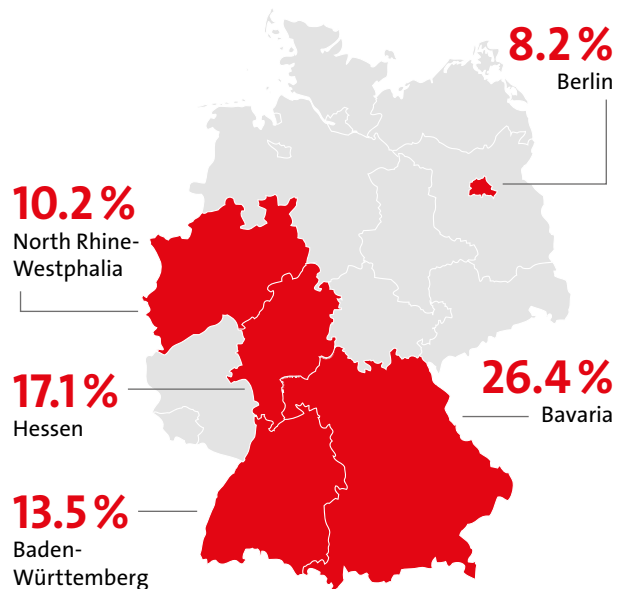 8.2 %
Berlin
10.2 %
North Rhine-
Westphalia
17.1 %
Hessen
26.4 %
Bavaria
13.5 %
Baden-
Württemberg